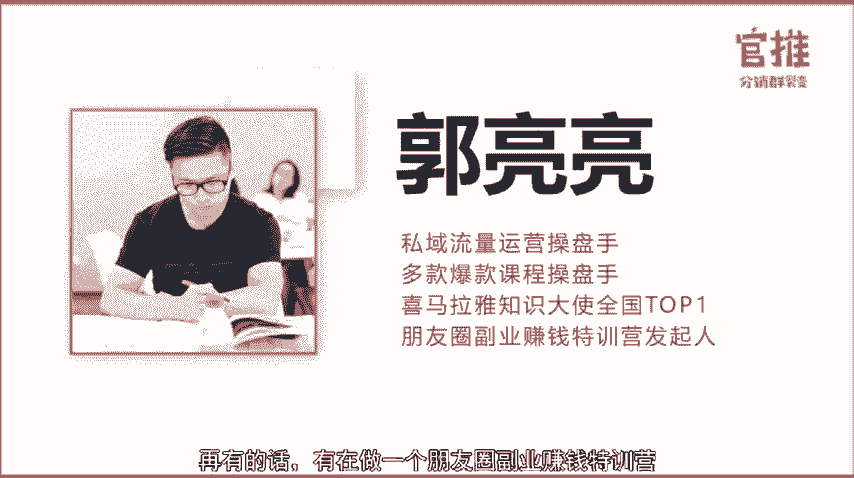 官推
分销群裂变
郭亮亮
私域流量运营操盘手
多款爆款课程操盘手
喜马拉雅知识大使全国TOP1
朋友圈副业赚钱特训营发起人
再有的话，有在做一个朋友圈副业赚钱特训营